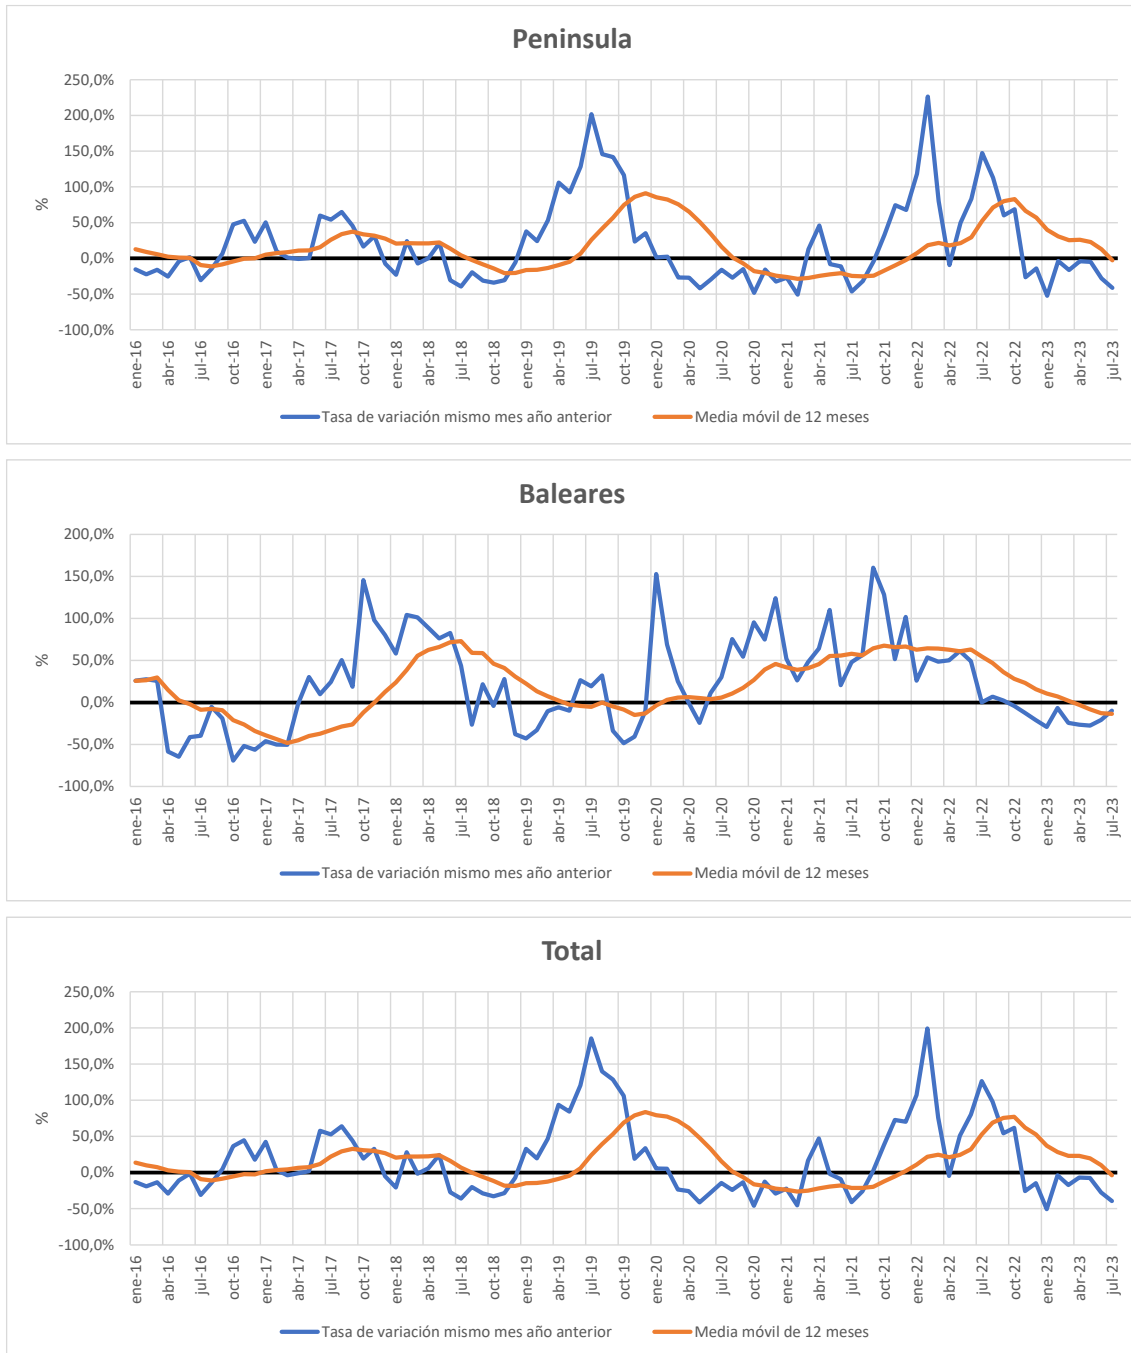 Peninsula
250,0%
200,0%
150,0%
100,0%
50,0%
0,0%
-50,0%
-100,0%
%
ene-16 abr-16 jul-16 oct-16 ene-17 abr-17 jul-17 oct-17 ene-18 abr-18 jul-18 oct-18 ene-19 abr-19 jul-19 oct-19 ene-20 abr-20 jul-20 oct-20 ene-21 abr-21 jul-21 oct-21 ene-22 abr-22 jul-22 oct-22 ene-23 abr-23 jul-23
Tasa de variación mismo mes año anterior Media móvil de 12 meses
Baleares
200,0%
150,0%
100,0%
50,0%
0,0%
-50,0%
-100,0%
%
ene-16 abr-16 jul-16 oct-16 ene-17 abr-17 jul-17 oct-17 ene-18 abr-18 jul-18 oct-18 ene-19 abr-19 jul-19 oct-19 ene-20 abr-20 jul-20 oct-20 ene-21 abr-21 jul-21 oct-21 ene-22 abr-22 jul-22 oct-22 ene-23 abr-23 jul-23
Tasa de variación mismo mes año anterior Media móvil de 12 meses
Total
250,0%
200,0%
150,0%
100,0%
50,0%
0,0%
-50,0%
-100,0%
%
ene-16 abr-16 jul-16 oct-16 ene-17 abr-17 jul-17 oct-17 ene-18 abr-18 jul-18 oct-18 ene-19 abr-19 jul-19 oct-19 ene-20 abr-20 jul-20 oct-20 ene-21 abr-21 jul-21 oct-21 ene-22 abr-22 jul-22 oct-22 ene-23 abr-23 jul-23
Tasa de variación mismo mes año anterior Media móvil de 12 meses